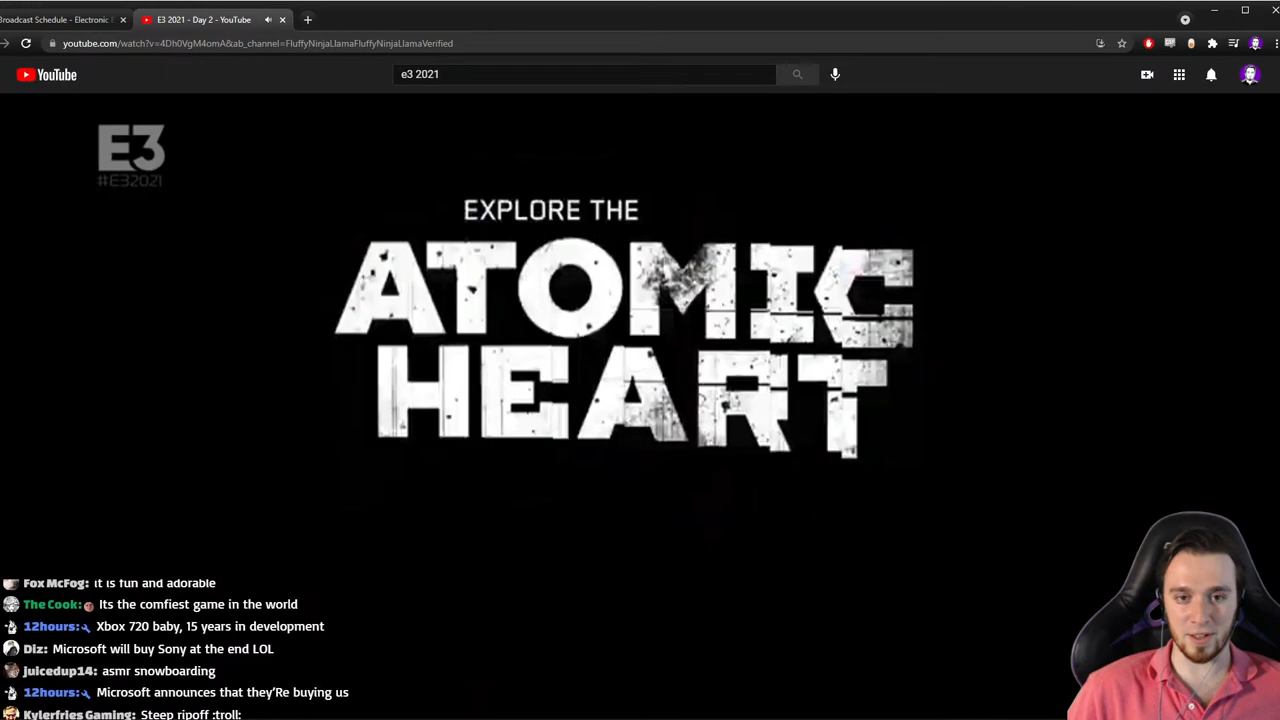 Broadcast Schedule - Electronic E
E3 2021 - Day 2 - YouTube
youtube.com/watch?v=4Dh0VgM4omA&ab_channel=FluffyNinjaLlamaFluffyNinjaLlamaVerified
YouTube
e3 2021
E3
#E32021
EXPLORE THE
ATOMIC
HEART
Fox McFog: it is fun and adorable
The Cook: Its the comfiest game in the world
12hours: Xbox 720 baby, 15 years in development
Diz: Microsoft will buy Sony at the end LOL
juicedup14: asmr snowboarding
12hours: Microsoft announces that they'Re buying us
Kylerfries Gaming: Steep ripoff :troll: